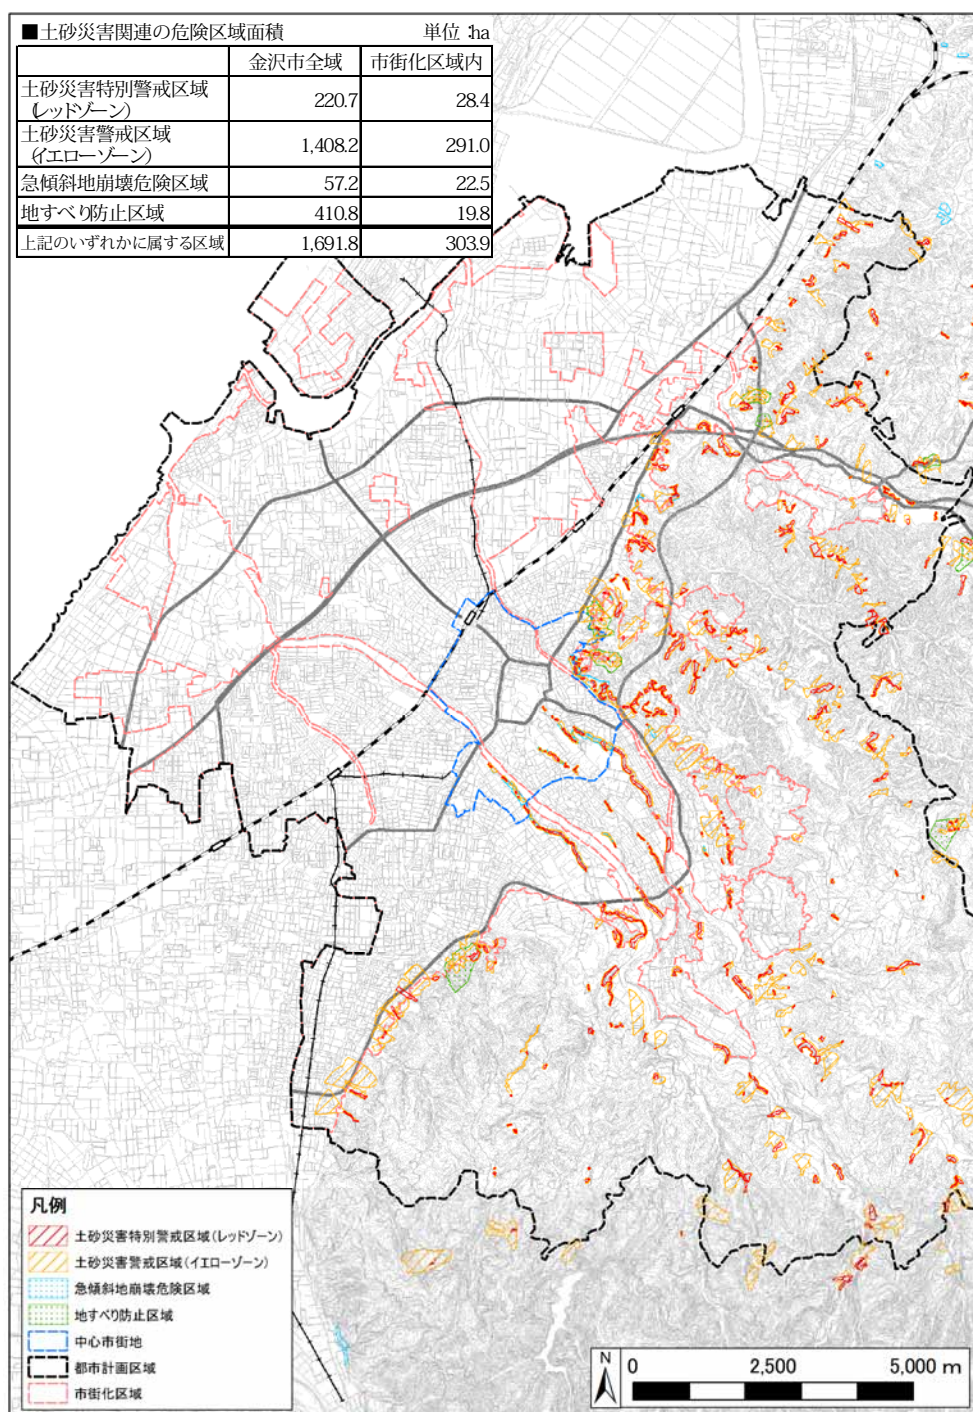 ■土砂災害関連の危険区域面積 単位：ha
金沢市全域 市街化区域内
土砂災害特別警戒区域
(レッドゾーン) 220.7 28.4
土砂災害警戒区域
(イエローゾーン) 1,408.2 291.0
急傾斜地崩壊危険区域 57.2 22.5
地すべり防止区域 410.8 19.8
上記のいずれかに属する区域 1,691.8 303.9
凡例
土砂災害特別警戒区域(レッドゾーン)
土砂災害警戒区域(イエローゾーン)
急傾斜地崩壊危険区域
地すべり防止区域
中心市街地
都市計画区域
市街化区域
N
0 2,500 5,000 m